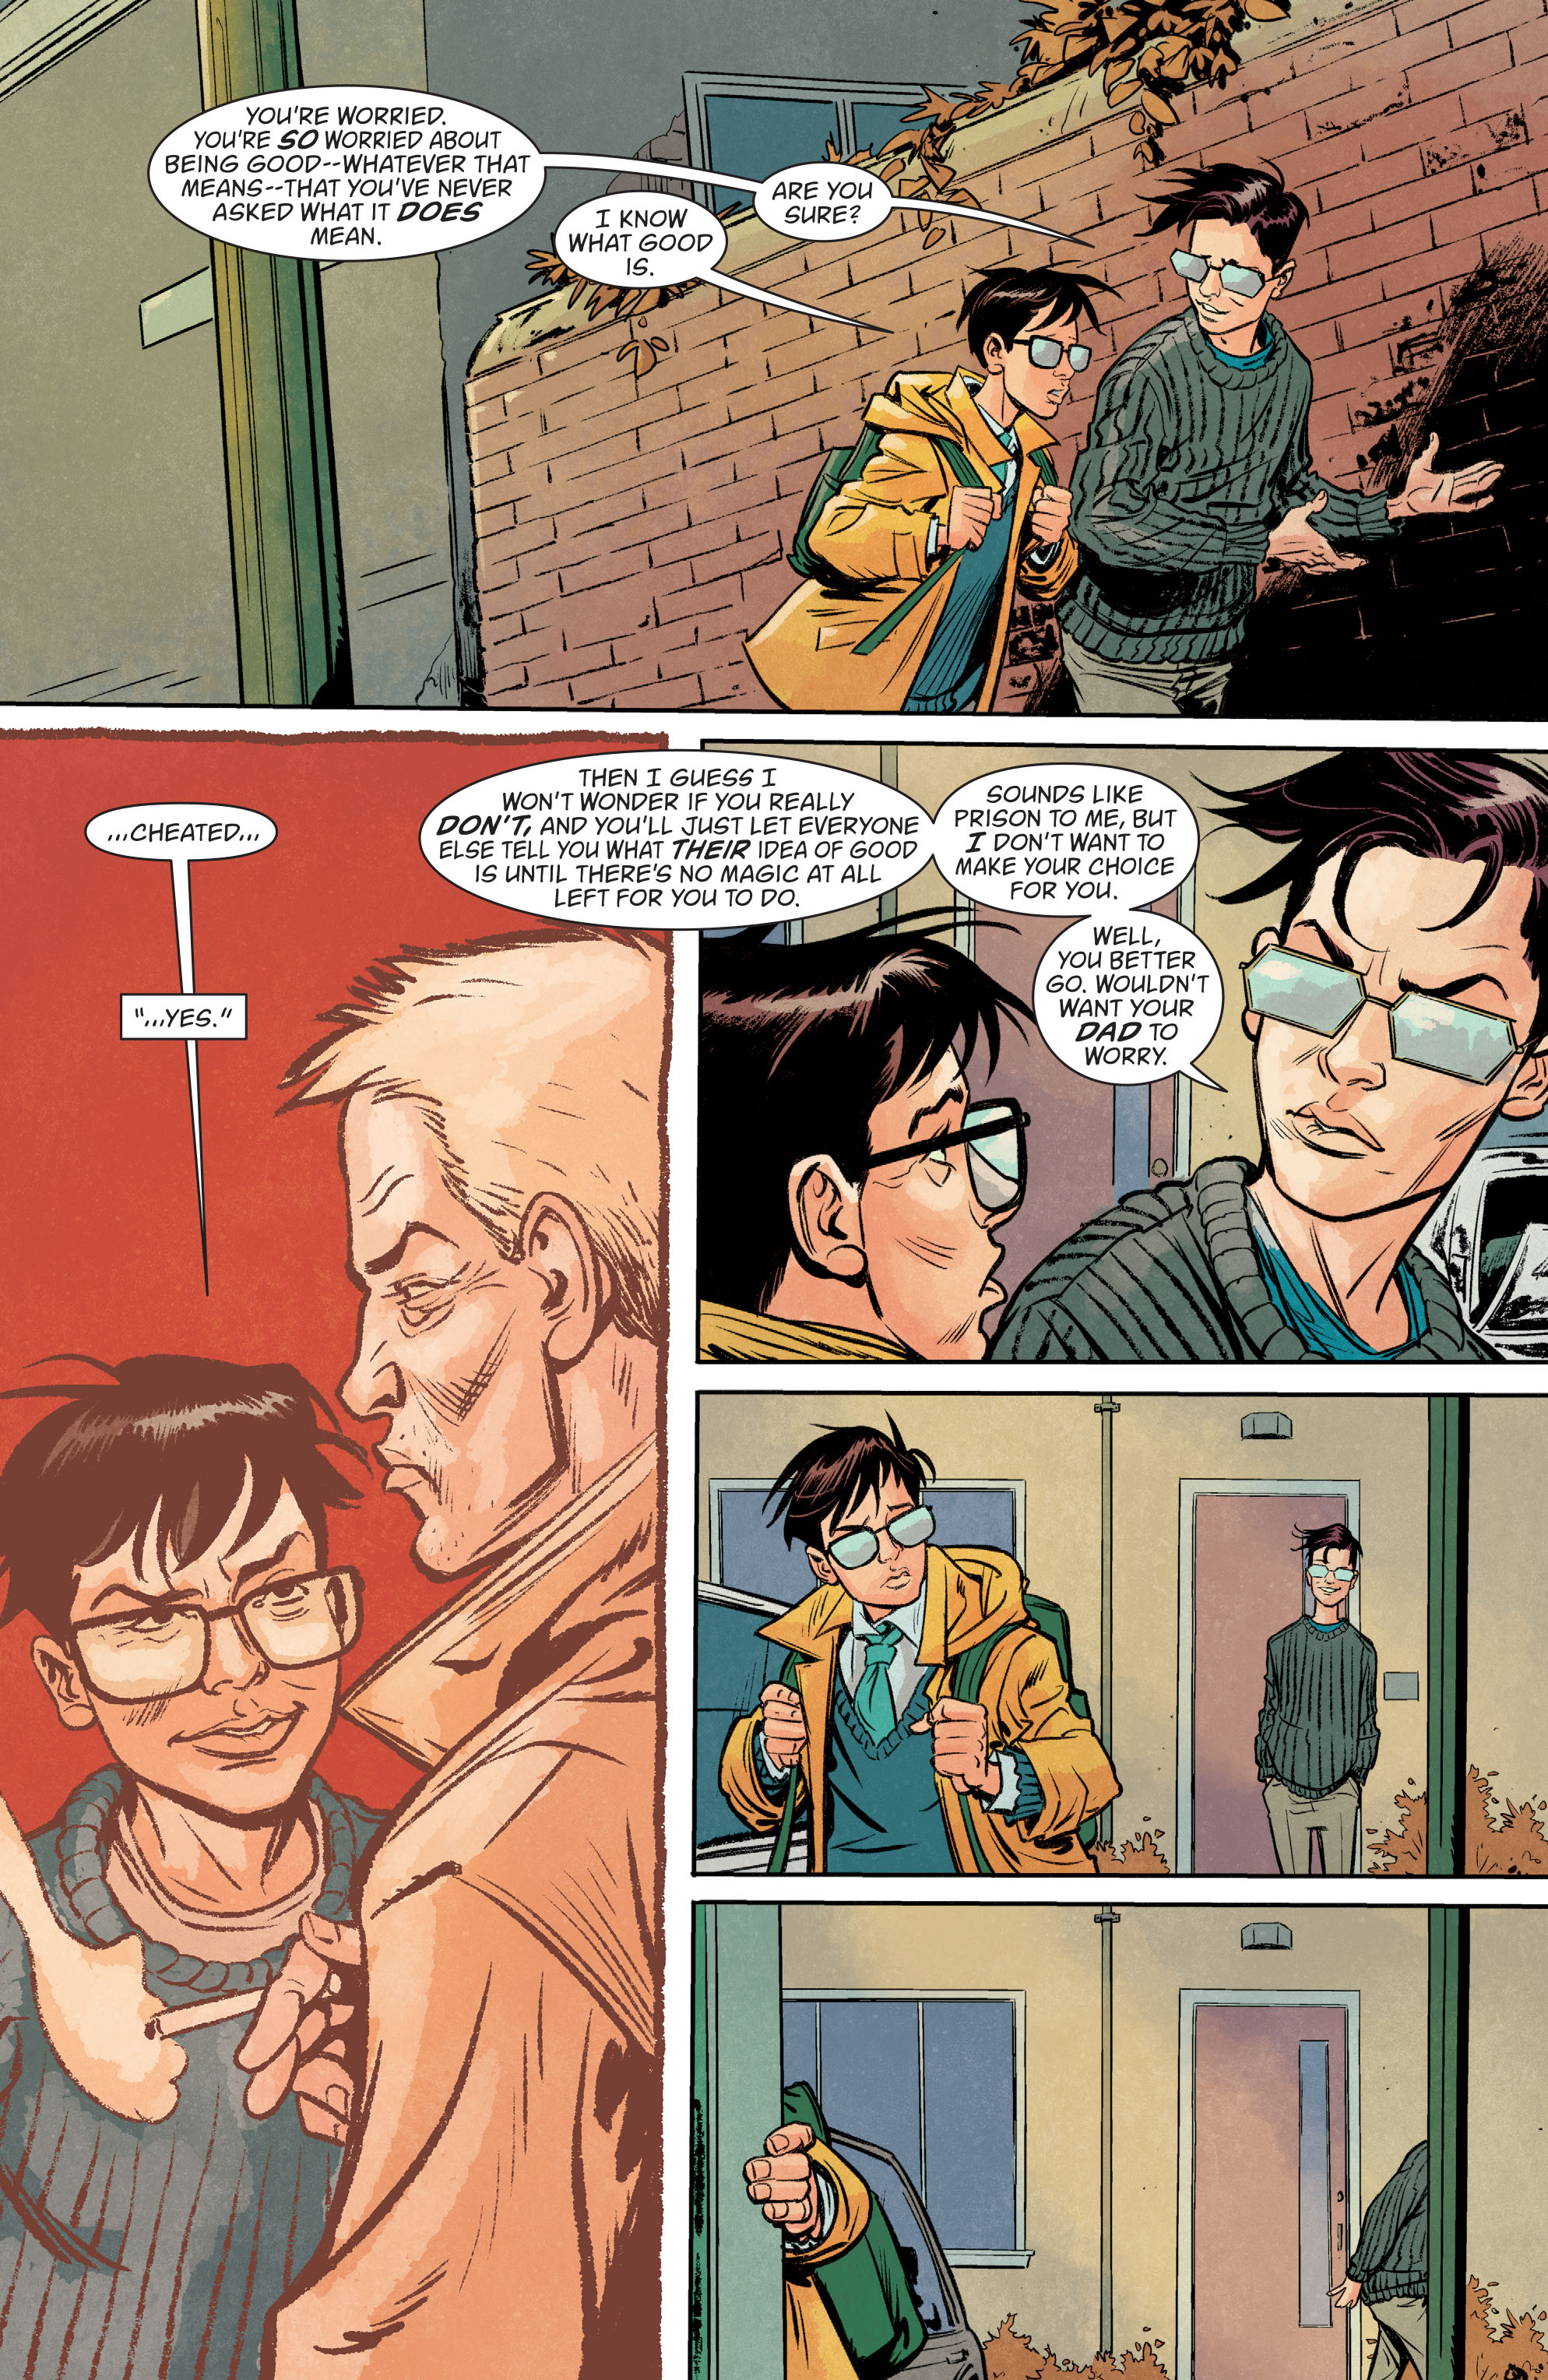 YOU'RE WORRIED.
YOU'RE SO WORRIED ABOUT
BEING GOOD--WHATEVER THAT
MEANS--THAT YOU'VE NEVER
ASKED WHAT IT DOES
MEAN.
I KNOW
WHAT GOOD
IS.
ARE YOU
SURE?
...CHEATED...
"...YES."
THEN I GUESS I
WON'T WONDER IF YOU REALLY
DON'T, AND YOU'LL JUST LET EVERYONE
ELSE TELL YOU WHAT THEIR IDEA OF GOOD
IS UNTIL THERE'S NO MAGIC AT ALL
LEFT FOR YOU TO DO.
SOUNDS LIKE
PRISON TO ME, BUT
I DON'T WANT TO
MAKE YOUR CHOICE
FOR YOU.
WELL,
YOU BETTER
GO. WOULDN'T
WANT YOUR
DAD TO
WORRY.